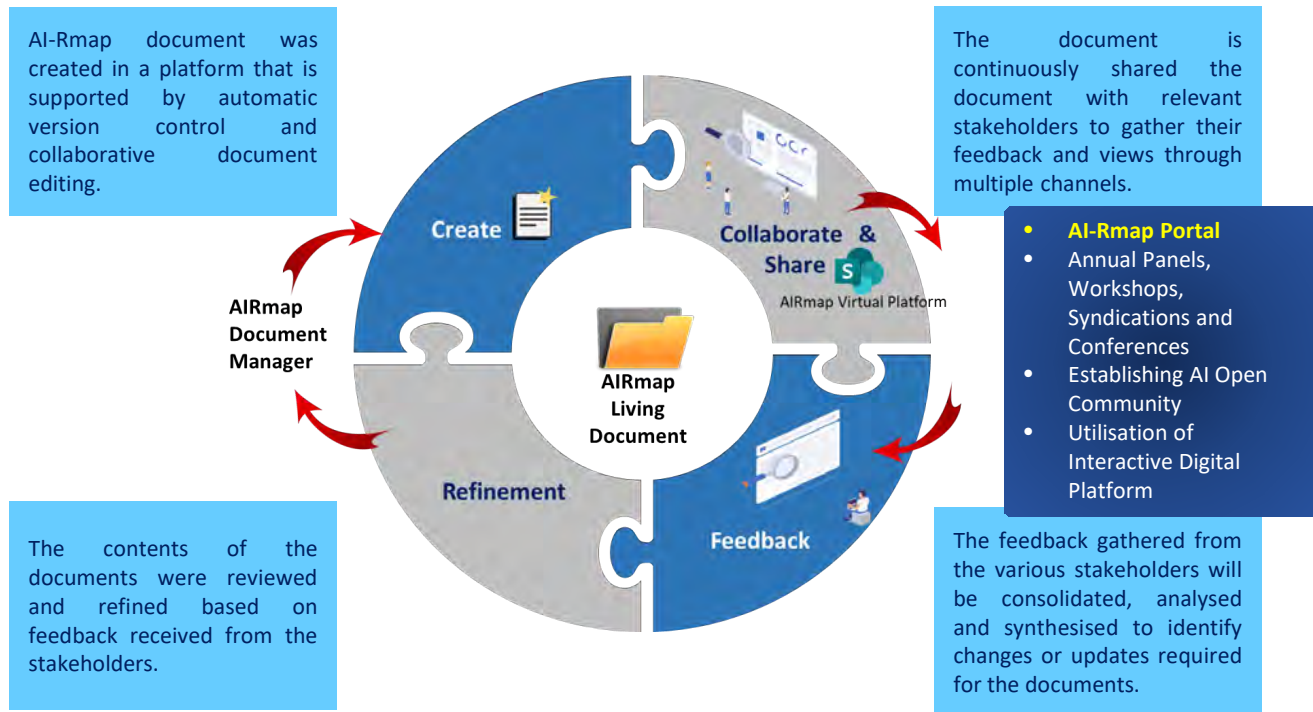 AI-Rmap document was
created in a platform that is
supported by automatic
version control and
collaborative document
editing.
The document is
continuously shared the
document with relevant
stakeholders to gather their
feedback and views through
multiple channels.
• AI-Rmap Portal
• Annual Panels,
Workshops,
Syndications and
Conferences
• Establishing AI Open
Community
• Utilisation of
Interactive Digital
Platform
Create
Collaborate &
Share
S
AIRmap Virtual Platform
AIRmap
Document
Manager
AIRmap
Living
Document
Refinement
Feedback
The contents of the
documents were reviewed
and refined based on
feedback received from the
stakeholders.
The feedback gathered from
the various stakeholders will
be consolidated, analysed
and synthesised to identify
changes or updates required
for the documents.